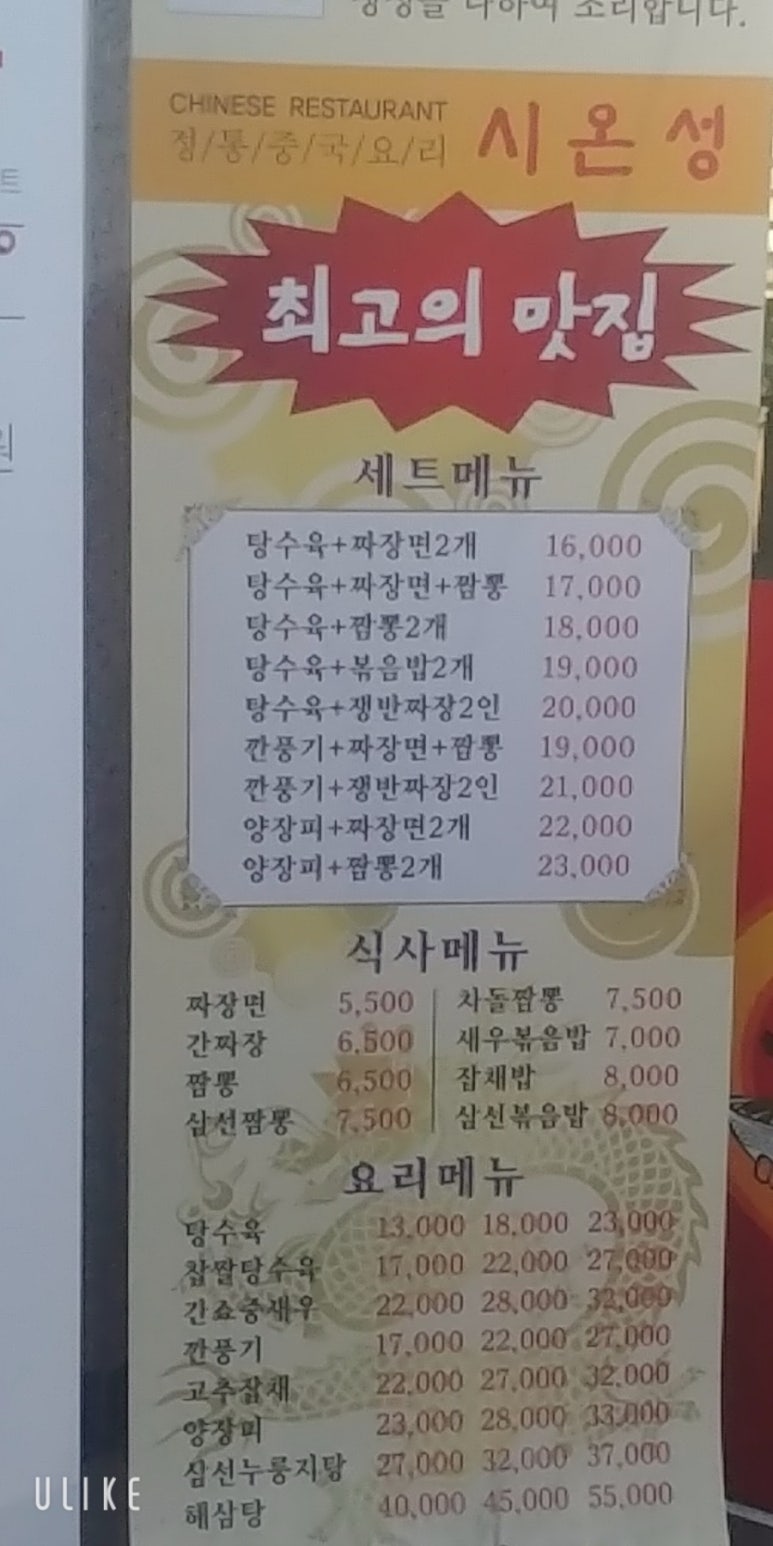 정성을 다하여 조리합니다.
CHINESE RESTAURANT
정/통/중/국/요/리
시온성
최고의 맛집
세트메뉴
탕수육+짜장면2개 16,000
탕수육+짜장면+짬뽕 17,000
탕수육+짬뽕2개 18,000
탕수육+볶음밥2개 19,000
탕수육+쟁반짜장2인 20,000
깐풍기+짜장면+짬뽕 19,000
깐풍기+쟁반짜장2인 21,000
양장피+짜장면2개 22,000
양장피+짬뽕2개 23,000
식사메뉴
짜장면 5,500
간짜장 6,500
짬뽕 6,500
삼선짬뽕 7,500
차돌짬뽕 7,500
새우볶음밥 7,000
잡채밥 8,000
삼선볶음밥 8,000
요리메뉴
탕수육 13,000 18,000 23,000
찹쌀탕수육 17,000 22,000 27,000
간쇼중새우 22,000 28,000 32,000
깐풍기 17,000 22,000 27,000
고추잡채 22,000 27,000 32,000
양장피 23,000 28,000 33,000
삼선누룽지탕 27,000 32,000 37,000
해삼탕 40,000 45,000 55,000
ULIKE